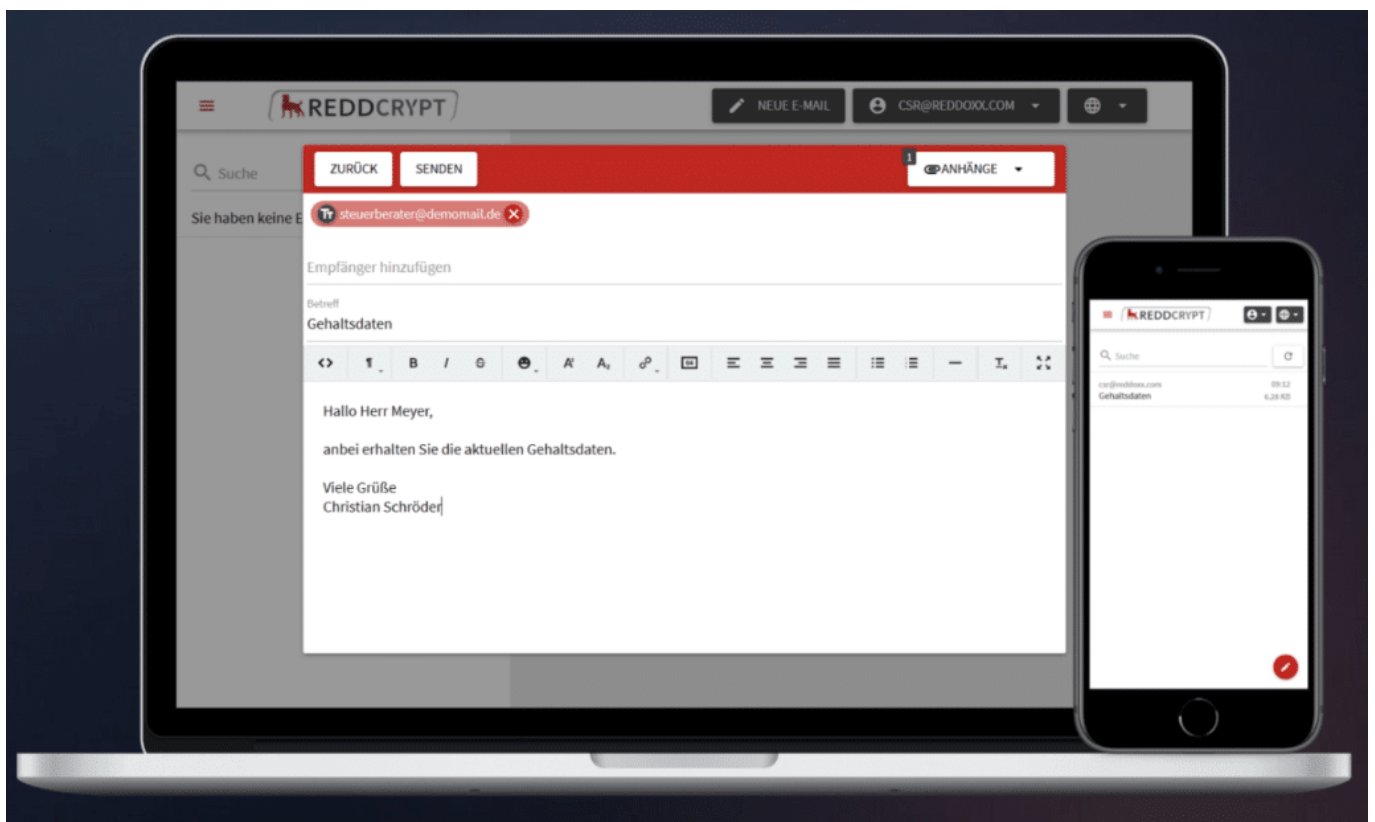 REDDCRYPT
NEUE E-MAIL
CSR@REDDOXX.COM
Suche
Sie haben keine E
ZURÜCK
SENDEN
1
ANHÄNGE
Tr steuerberater@demomail.de
Empfänger hinzufügen
Betreff
Gehaltsdaten
Hallo Herr Meyer,
anbei erhalten Sie die aktuellen Gehaltsdaten.
Viele Grüße
Christian Schröder
REDDCRYPT
Suche
csr@reddoxx.com 09:12
Gehaltsdaten 6.28 KB